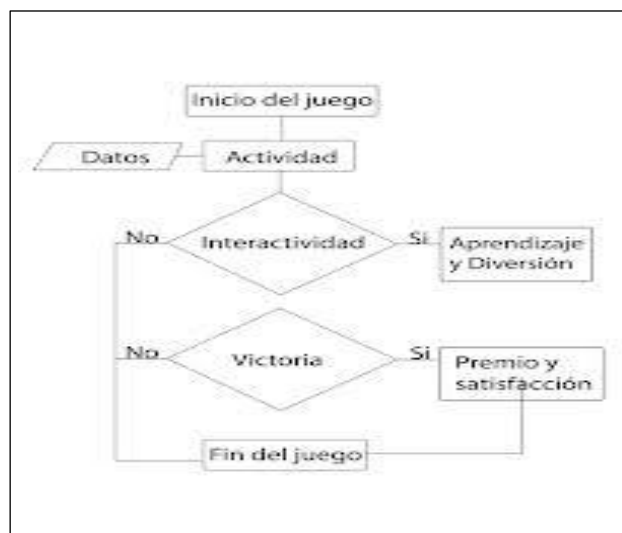 Inicio del juego
Datos
Actividad
No
Interactividad
Si
Aprendizaje
y Diversión
No
Victoria
Si
Premio y
satisfacción
Fin del juego